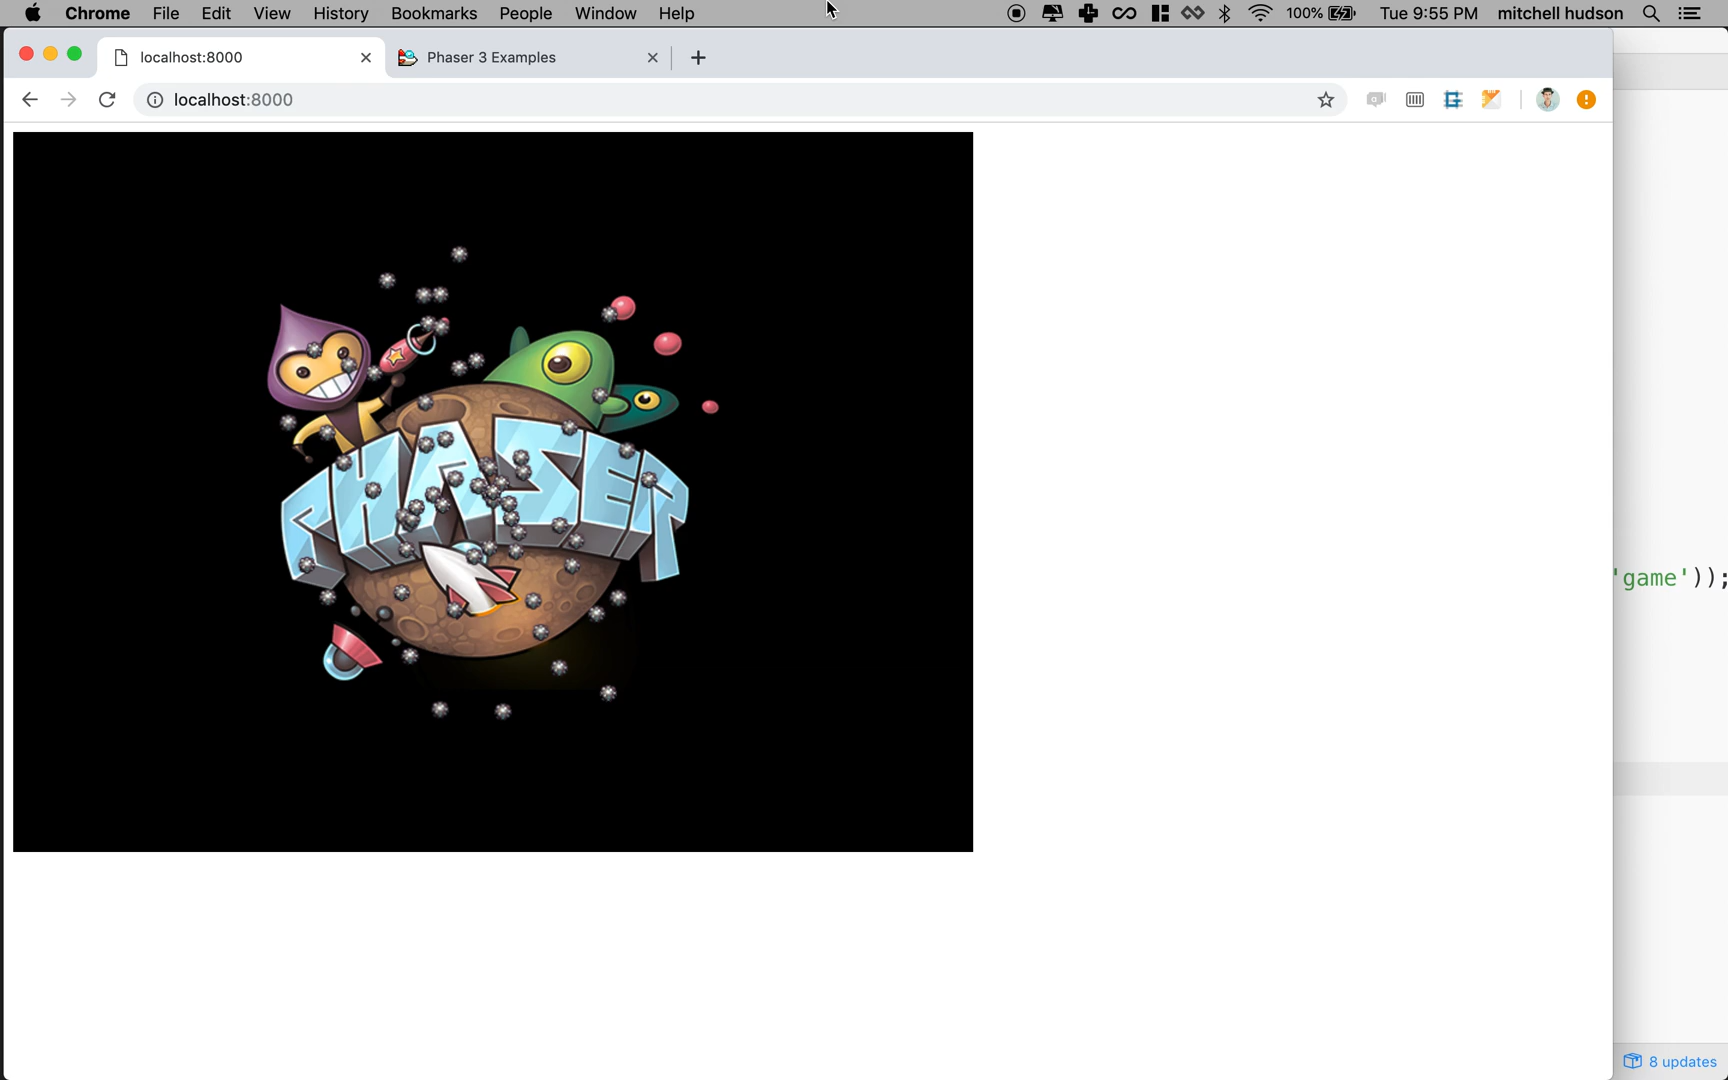 Chrome File Edit View History Bookmarks People Window Help 100% Tue 9:55 PM mitchell hudson
localhost:8000 Phaser 3 Examples
localhost:8000
PHASER
'game'));
8 updates